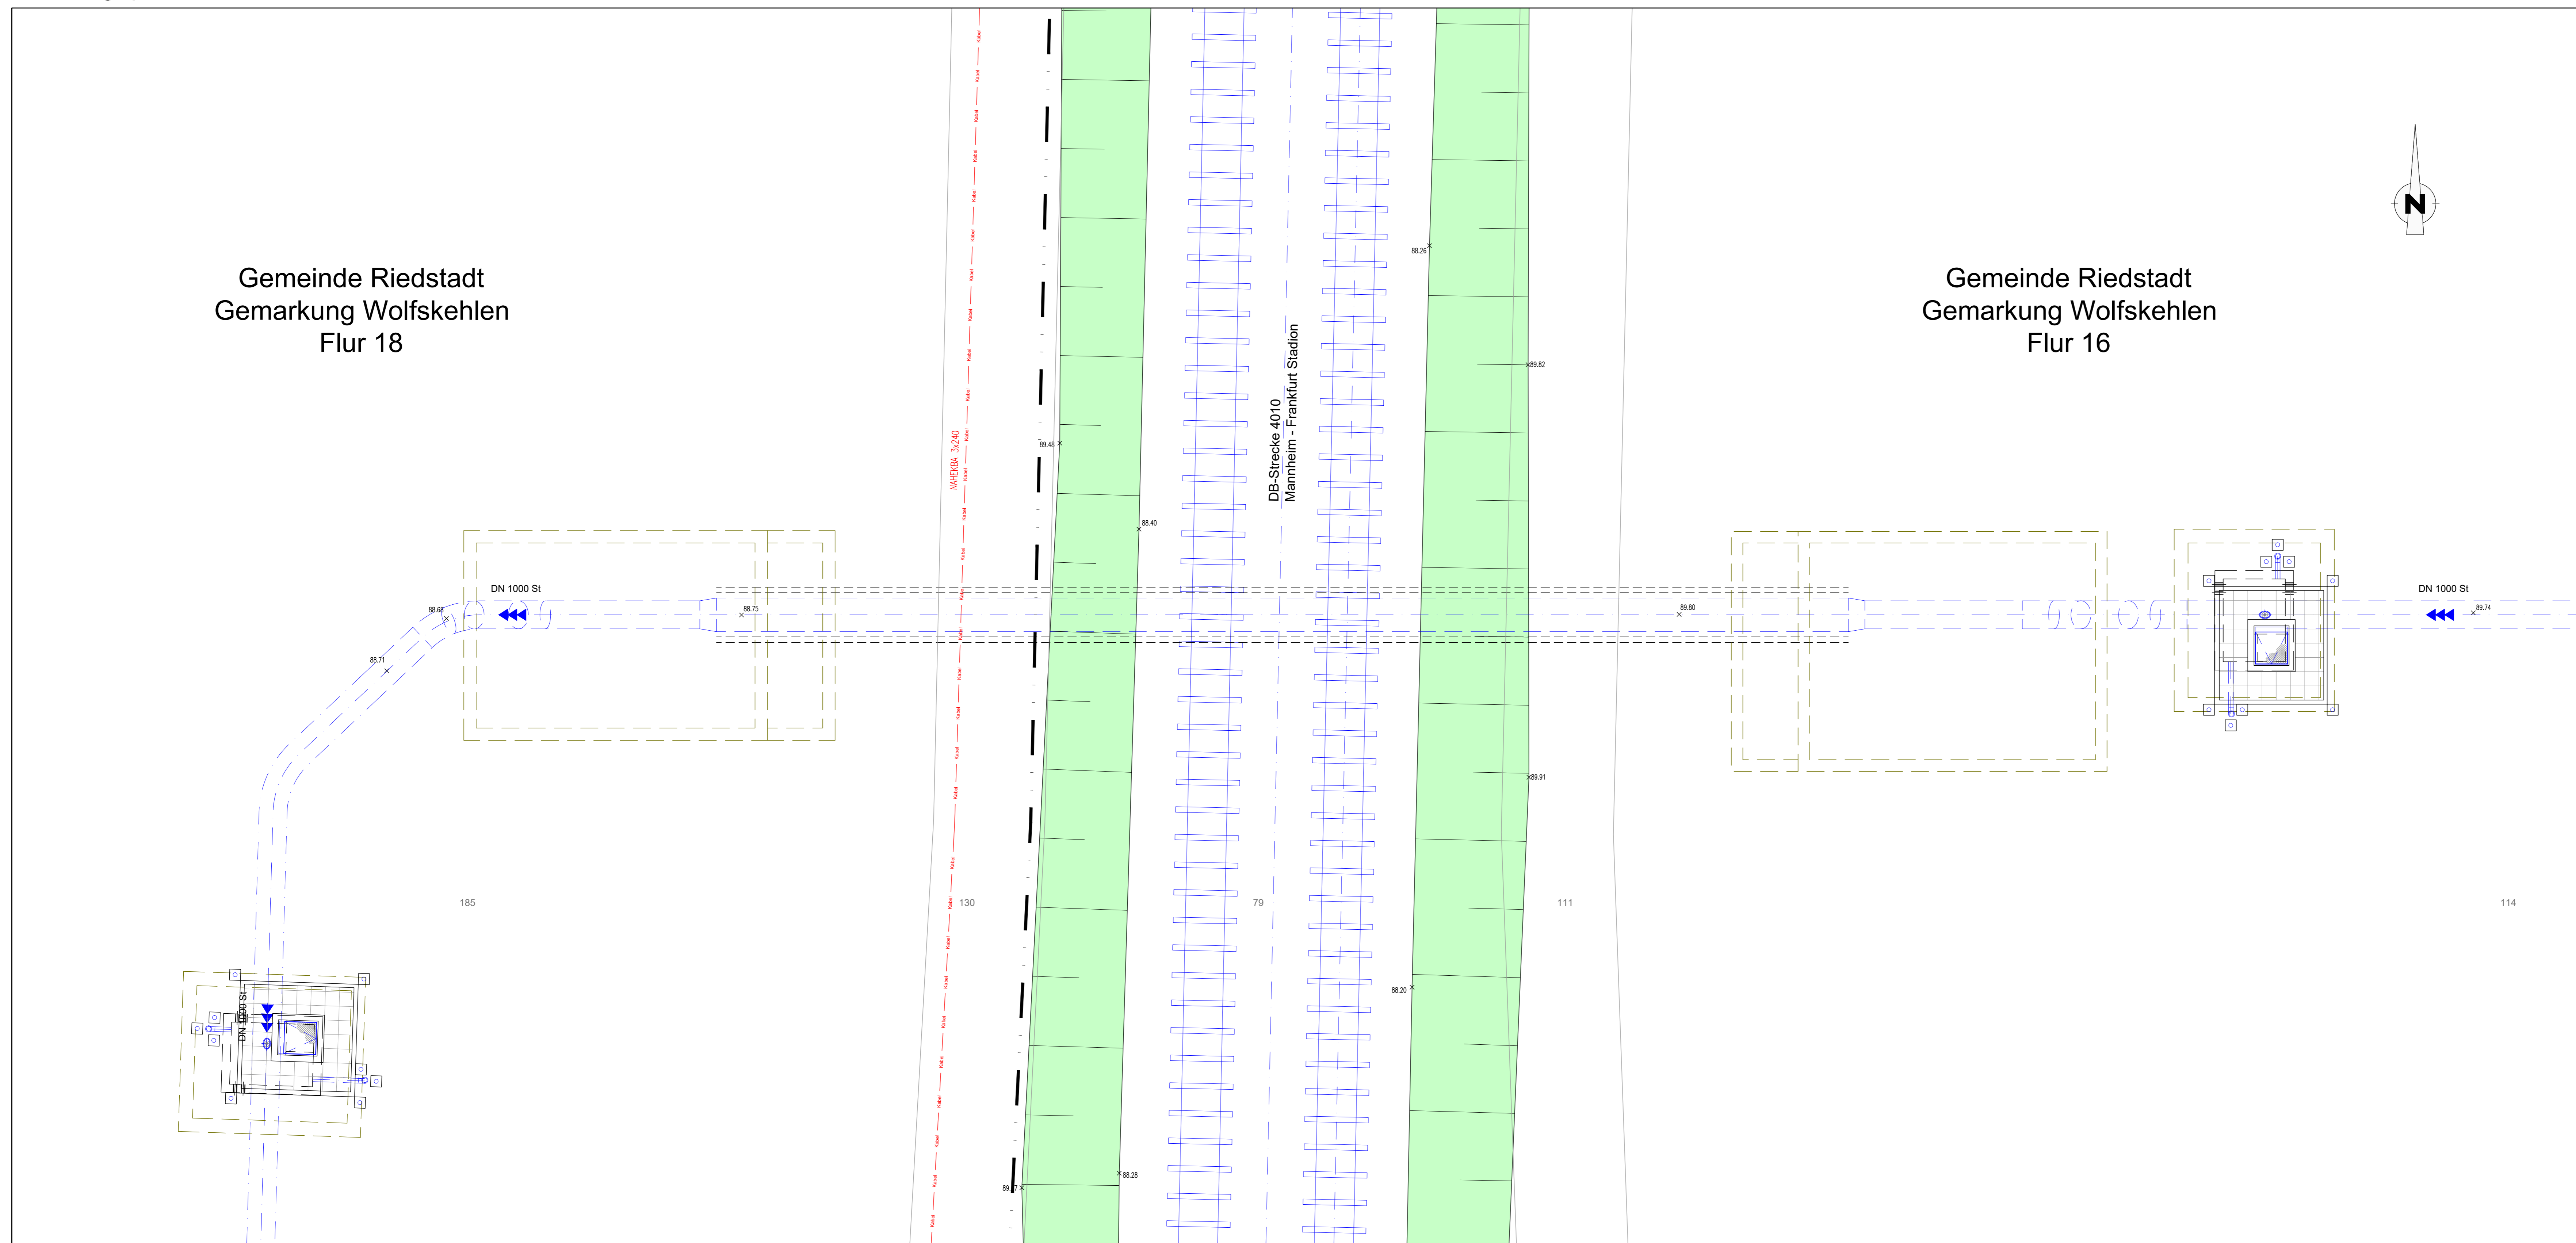 N
Gemeinde Riedstadt
Gemarkung Wolfskehlen
Flur 18
Gemeinde Riedstadt
Gemarkung Wolfskehlen
Flur 16
88.26
89.82
DB-Strecke 4010
Mannheim - Frankfurt Stadion
NAHEKBA 3x240
Kabel
89.46
88.40
DN 1000 St
88.68
88.75
88.71
89.80
DN 1000 St
89.74
89.91
185
130
79
111
114
88.20
DN 1000 St
88.28